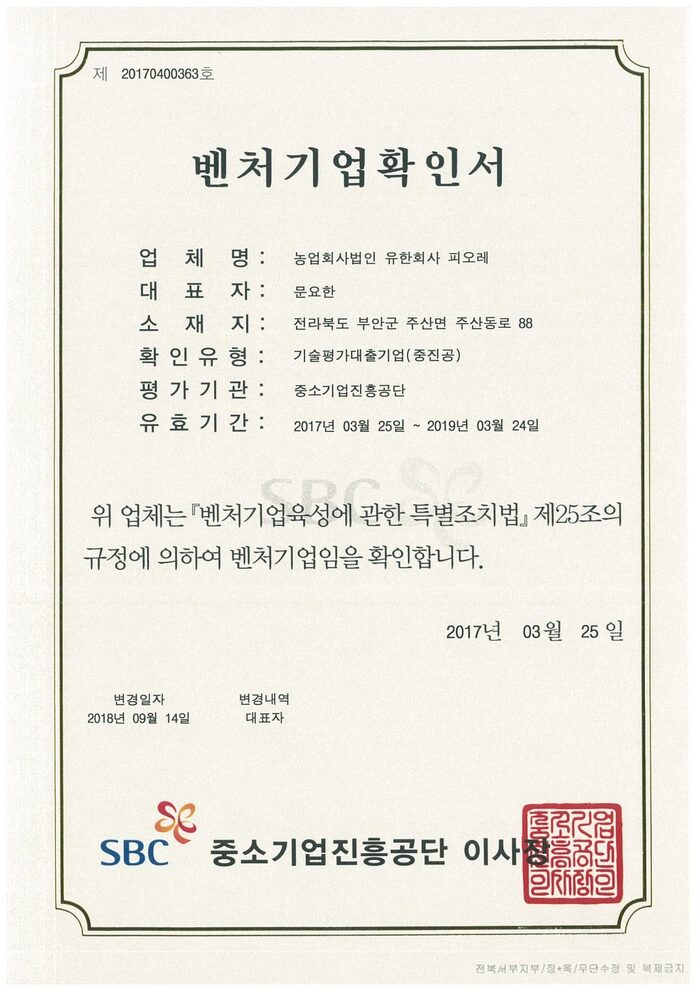 제 20170400363호
벤처기업확인서
업 체 명 : 농업회사법인 유한회사 피오레
대 표 자 : 문요한
소 재 지 : 전라북도 부안군 주산면 주산동로 88
확인유형 : 기술평가대출기업(중진공)
평가기관 : 중소기업진흥공단
유효기간 : 2017년 03월 25일 ~ 2019년 03월 24일
SBC
위 업체는『벤처기업육성에 관한 특별조치법』제25조의
규정에 의하여 벤처기업임을 확인합니다.
2017년 03월 25일
변경일자 변경내역
2018년 09월 14일 대표자
SBC 중소기업진흥공단 이사장
전북서부지부/정*옥/무단수정 및 복제금지